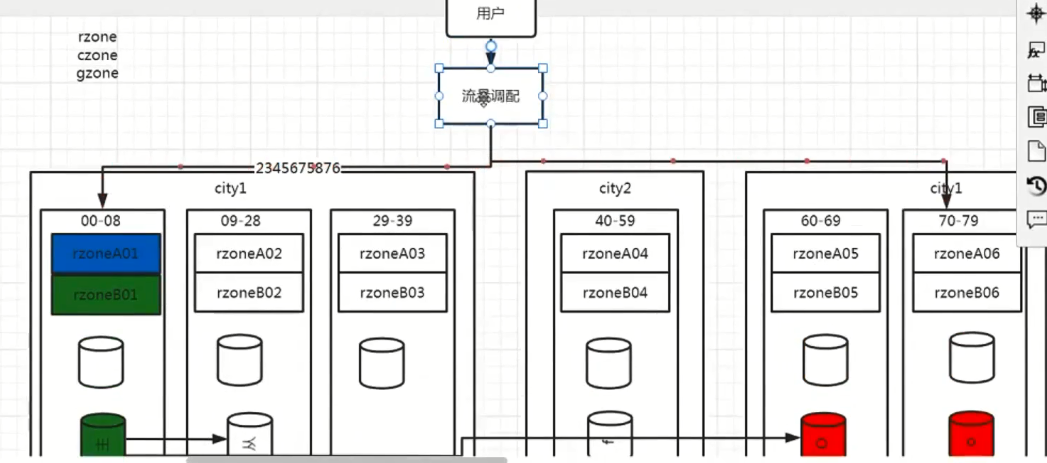 用户
rzone
czone
gzone
流量调配
2345675876
city1
city2
city1
00-08
09-28
29-39
40-59
60-69
70-79
rzoneA01
rzoneA02
rzoneA03
rzoneA04
rzoneA05
rzoneA06
rzoneB01
rzoneB02
rzoneB03
rzoneB04
rzoneB05
rzoneB06